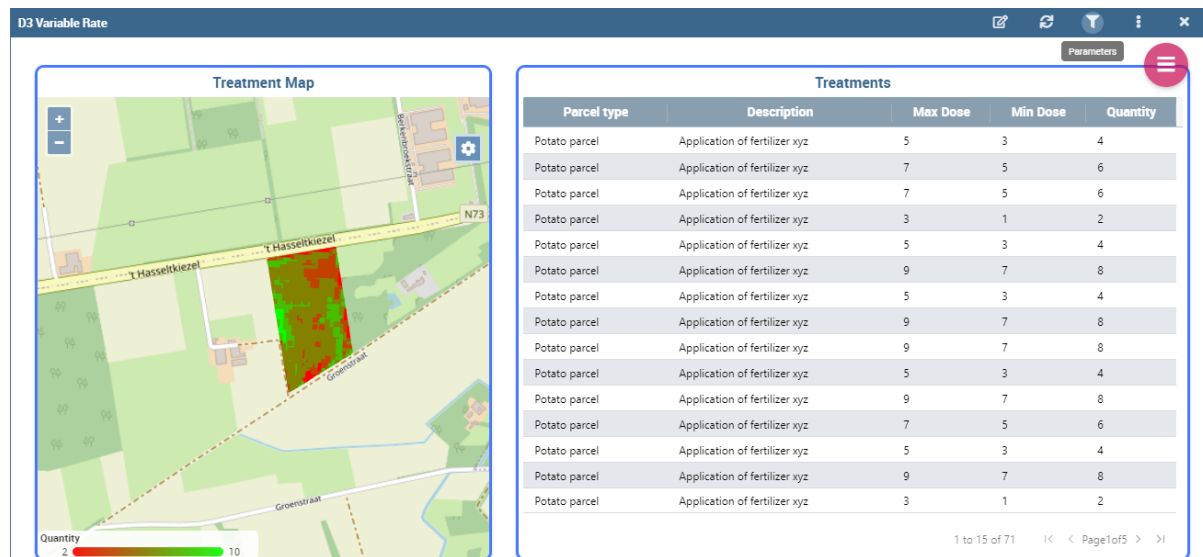 D3 Variable Rate
Parameters
Treatment Map
+
−
Berkenbroekstraat
N73
't Hasseltkiezel
't Hasseltkiezel
Groenstraat
Groenstraat
Quantity
2 10
Treatments
Parcel type Description Max Dose Min Dose Quantity
Potato parcel Application of fertilizer xyz 5 3 4
Potato parcel Application of fertilizer xyz 7 5 6
Potato parcel Application of fertilizer xyz 7 5 6
Potato parcel Application of fertilizer xyz 3 1 2
Potato parcel Application of fertilizer xyz 5 3 4
Potato parcel Application of fertilizer xyz 9 7 8
Potato parcel Application of fertilizer xyz 5 3 4
Potato parcel Application of fertilizer xyz 9 7 8
Potato parcel Application of fertilizer xyz 9 7 8
Potato parcel Application of fertilizer xyz 5 3 4
Potato parcel Application of fertilizer xyz 9 7 8
Potato parcel Application of fertilizer xyz 7 5 6
Potato parcel Application of fertilizer xyz 5 3 4
Potato parcel Application of fertilizer xyz 9 7 8
Potato parcel Application of fertilizer xyz 3 1 2
1 to 15 of 71 Page1of5